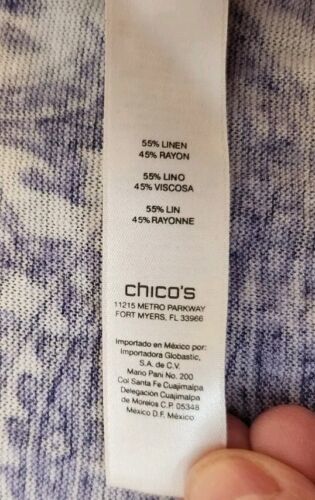 55% LINEN
45% RAYON
55% LINO
45% VISCOSA
55% LIN
45% RAYONNE
chico's
11215 METRO PARKWAY
FORT MYERS, FL 33966
Importado en México por:
Importadora Globastic,
S.A. de C.V.
Mario Pani No. 200
Col Santa Fe Cuajimalpa
Delegación Cuajimalpa
de Morelos C.P. 05348
México D.F. México